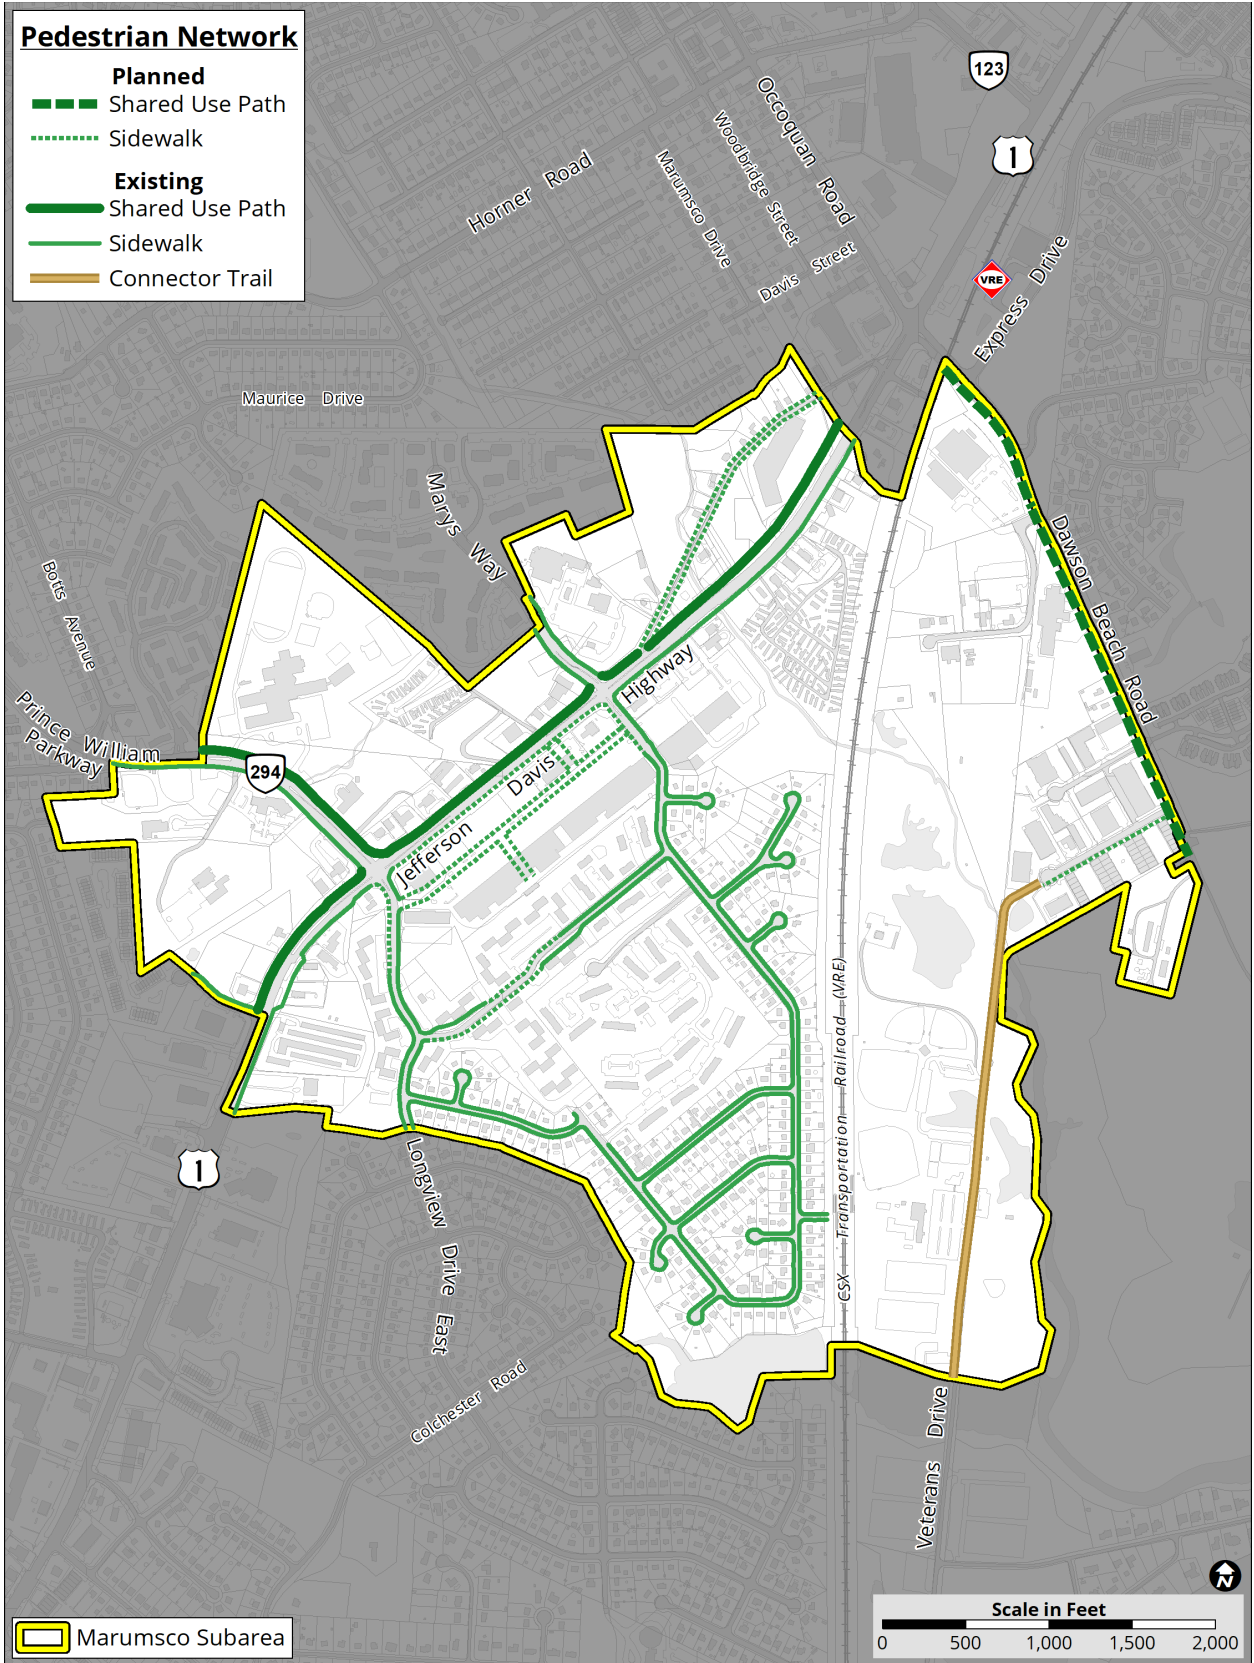 Pedestrian Network
Planned
Shared Use Path
Sidewalk
Existing
Shared Use Path
Sidewalk
Connector Trail
123
1
Occoquan Road
Woodbridge Street
Marumsco Drive
Horner Road
Davis Street
VRE
Express Drive
Maurice Drive
Marys Way
Botts Avenue
Dawson Beach Road
Prince William
Parkway
294
Jefferson Davis Highway
CSX Transportation Railroad (VRE)
1
Longview Drive East
Colchester Road
Veterans Drive
N
Marumsco Subarea
Scale in Feet
0 500 1,000 1,500 2,000